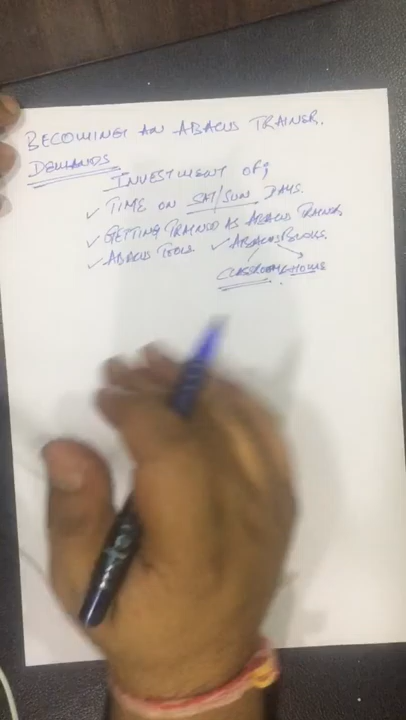 BECOMING AN ABACUS TRAINER.
DEMANDS
INVESTMENT OF;
✓ TIME ON SAT/SUN DAYS.
✓ GETTING TRAINED AS ABACUS TRAINER
✓ ABACUS TOOLS ✓ ABACUS BOOKS.
CLASSROOM & HOME